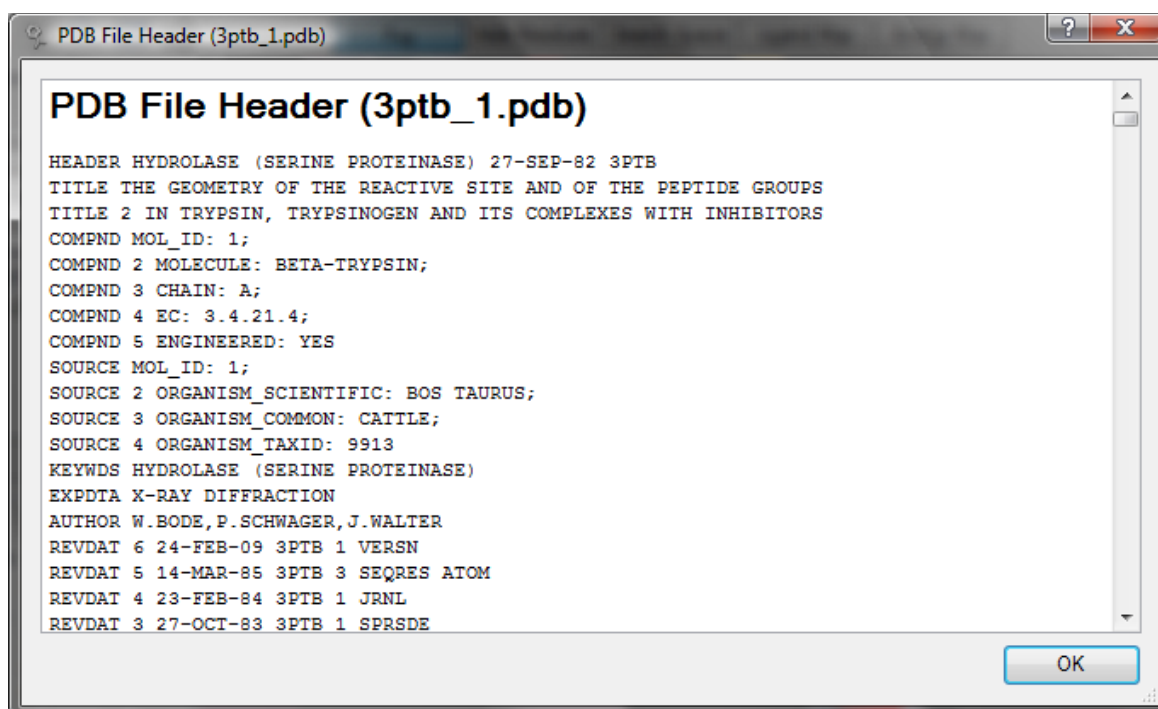 PDB File Header (3ptb_1.pdb)
? X
PDB File Header (3ptb_1.pdb)
HEADER HYDROLASE (SERINE PROTEINASE) 27-SEP-82 3PTB
TITLE THE GEOMETRY OF THE REACTIVE SITE AND OF THE PEPTIDE GROUPS
TITLE 2 IN TRYPSIN, TRYPSINOGEN AND ITS COMPLEXES WITH INHIBITORS
COMPND MOL_ID: 1;
COMPND 2 MOLECULE: BETA-TRYPSIN;
COMPND 3 CHAIN: A;
COMPND 4 EC: 3.4.21.4;
COMPND 5 ENGINEERED: YES
SOURCE MOL_ID: 1;
SOURCE 2 ORGANISM_SCIENTIFIC: BOS TAURUS;
SOURCE 3 ORGANISM_COMMON: CATTLE;
SOURCE 4 ORGANISM_TAXID: 9913
KEYWDS HYDROLASE (SERINE PROTEINASE)
EXPDTA X-RAY DIFFRACTION
AUTHOR W.BODE,P.SCHWAGER,J.WALTER
REVDAT 6 24-FEB-09 3PTB 1 VERSN
REVDAT 5 14-MAR-85 3PTB 3 SEQRES ATOM
REVDAT 4 23-FEB-84 3PTB 1 JRNL
REVDAT 3 27-OCT-83 3PTB 1 SPRSDE
OK